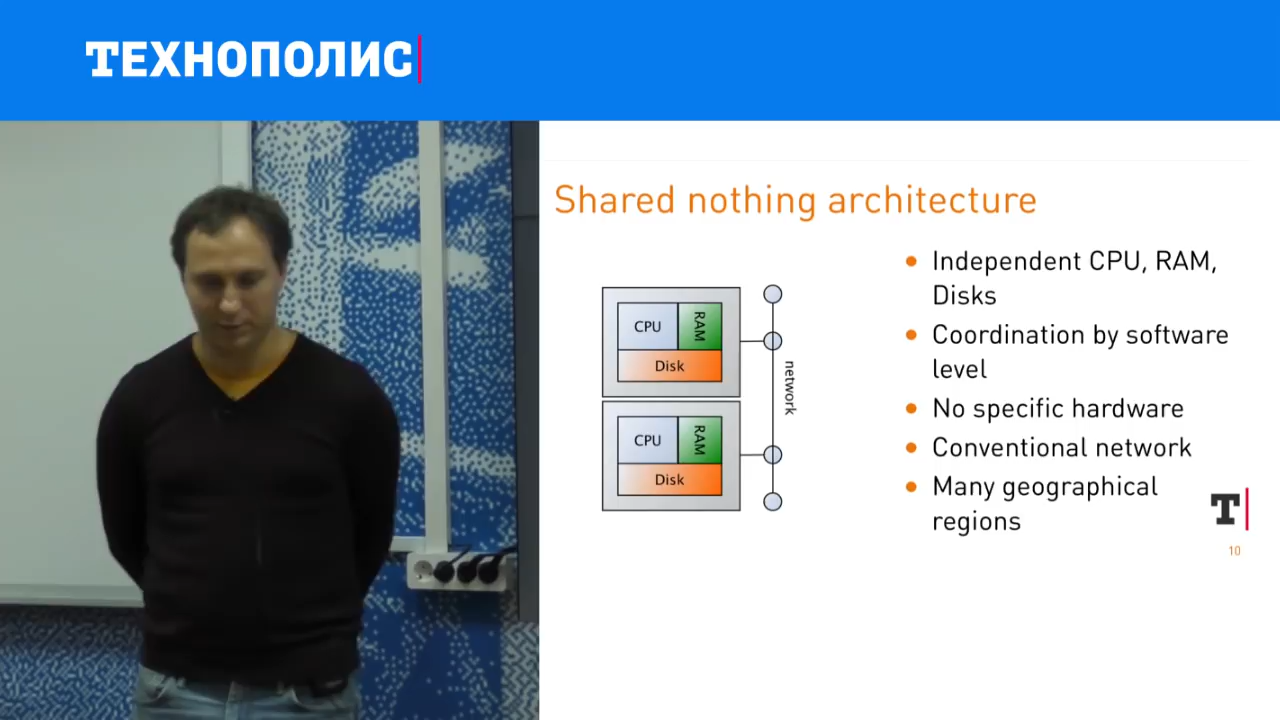 ТЕХНОПОЛИС
Shared nothing architecture
CPU
RAM
Disk
CPU
RAM
Disk
network
Independent CPU, RAM,
Disks
Coordination by software
level
No specific hardware
Conventional network
Many geographical
regions
T
10